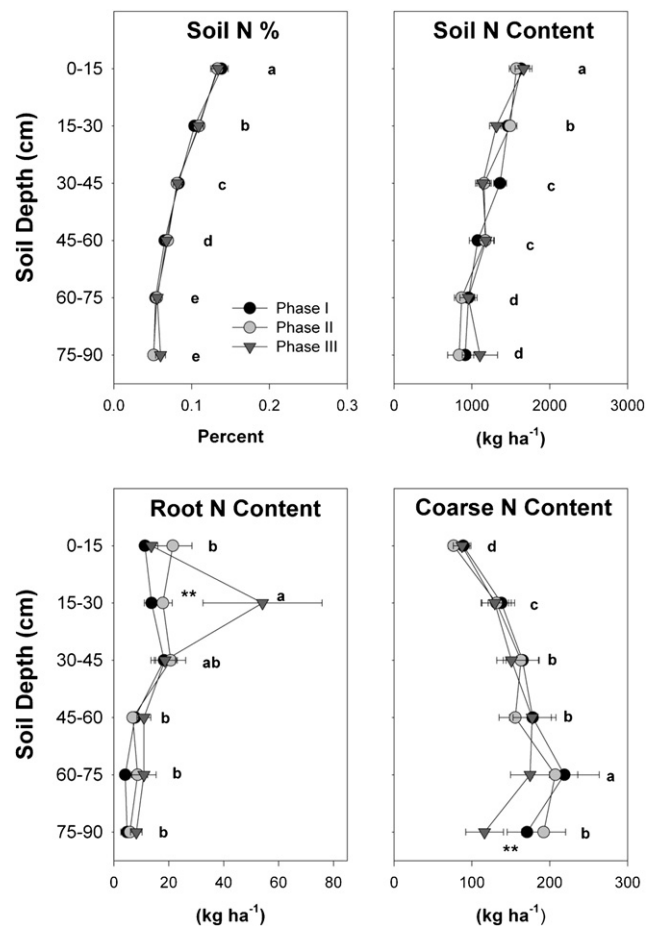 Soil N %
Soil N Content
Soil Depth (cm)
0-15
a
a
15-30
b
b
30-45
c
c
45-60
d
c
60-75
e
d
75-90
e
d
Phase I
Phase II
Phase III
0.0 0.1 0.2 0.3
0 1000 2000 3000
Percent
(kg ha-1)
Root N Content
Coarse N Content
Soil Depth (cm)
0-15
b
d
15-30
**
a
c
30-45
ab
b
45-60
b
b
60-75
b
a
75-90
b
b
**
0 20 40 60 80
0 100 200 300
(kg ha-1)
(kg ha-1)